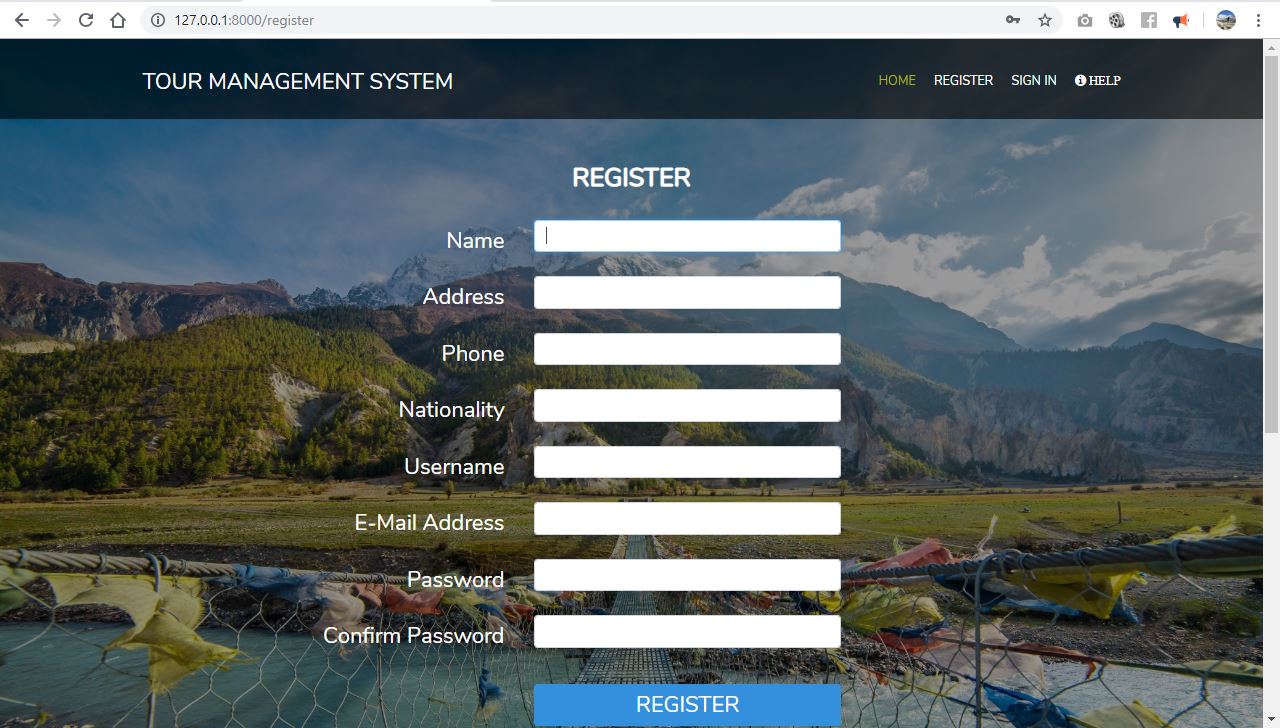 127.0.0.1:8000/register
TOUR MANAGEMENT SYSTEM
HOME REGISTER SIGN IN HELP
REGISTER
Name
Address
Phone
Nationality
Username
E-Mail Address
Password
Confirm Password
REGISTER